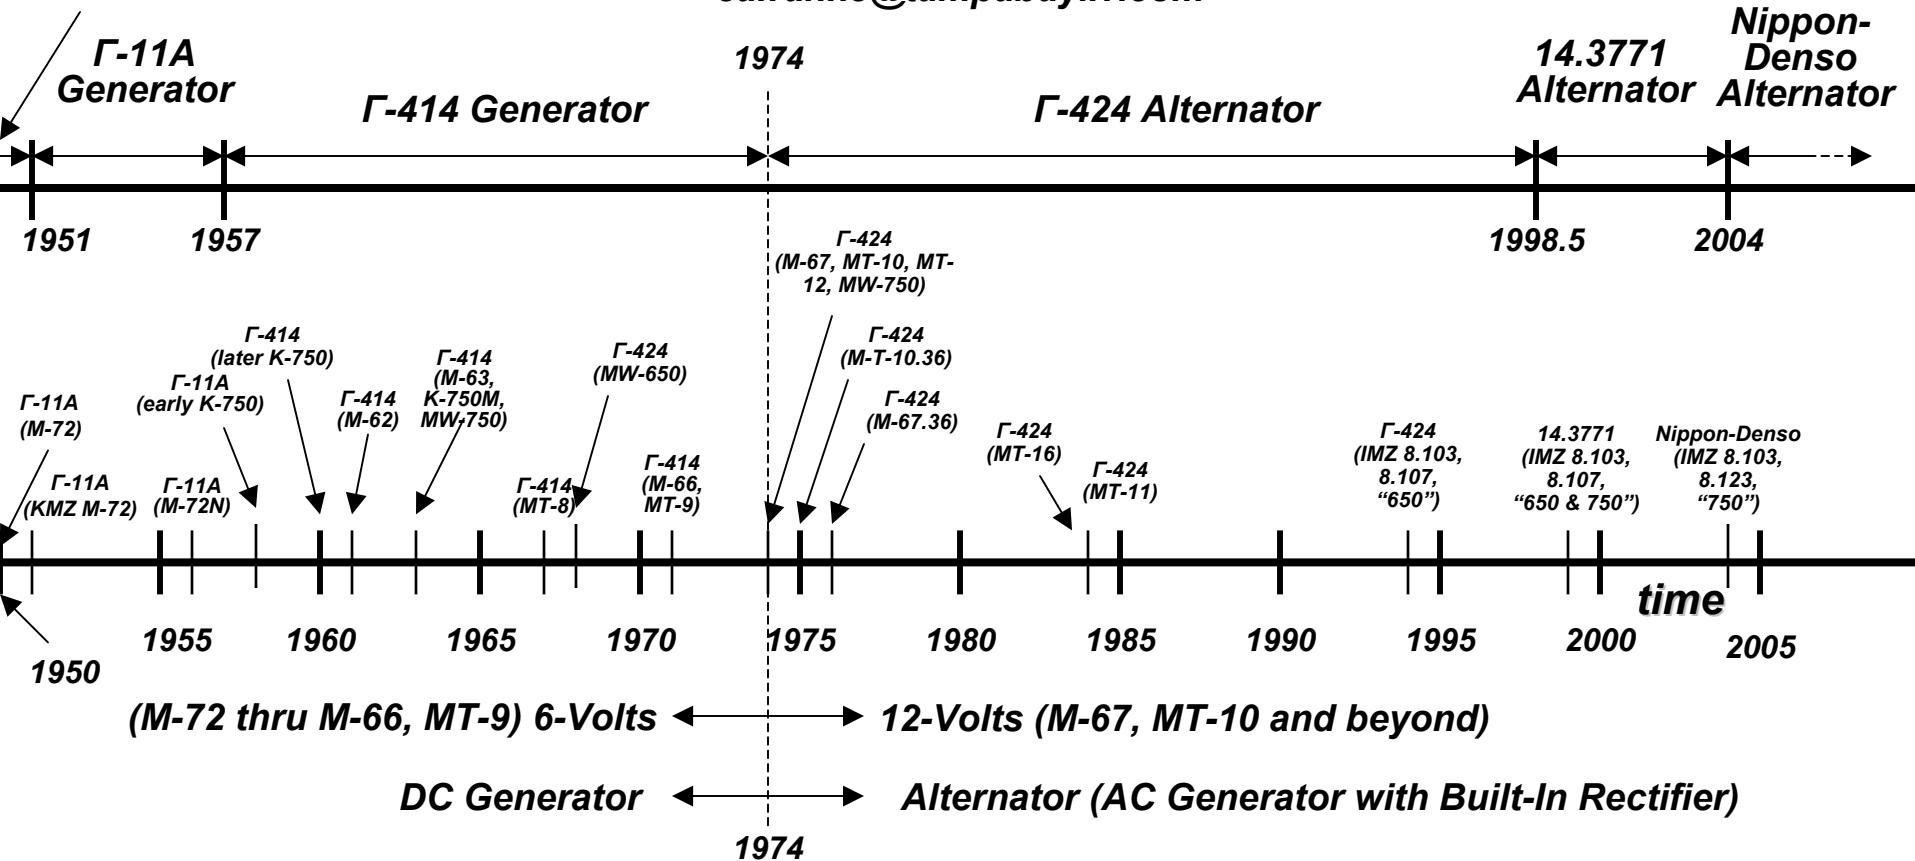 Г-11А
Generator
Г-414 Generator
1974
Г-424 Alternator
14.3771
Alternator
Nippon-
Denso
Alternator
1951
1957
1998.5
2004
Г-11А
(M-72)
Г-11А
(KMZ M-72)
Г-11А
(M-72N)
Г-11А
(early K-750)
Г-414
(later K-750)
Г-414
(M-62)
Г-414
(M-63,
K-750M,
MW-750)
Г-414
(MT-8)
Г-424
(MW-650)
Г-414
(M-66,
MT-9)
Г-424
(M-67, MT-10, MT-
12, MW-750)
Г-424
(M-T-10.36)
Г-424
(M-67.36)
Г-424
(MT-16)
Г-424
(MT-11)
Г-424
(IMZ 8.103,
8.107,
“650”)
14.3771
(IMZ 8.103,
8.107,
“650 & 750”)
Nippon-Denso
(IMZ 8.103,
8.123,
“750”)
time
1950
1955
1960
1965
1970
1975
1980
1985
1990
1995
2000
2005
(M-72 thru M-66, MT-9) 6-Volts
12-Volts (M-67, MT-10 and beyond)
DC Generator
Alternator (AC Generator with Built-In Rectifier)
1974